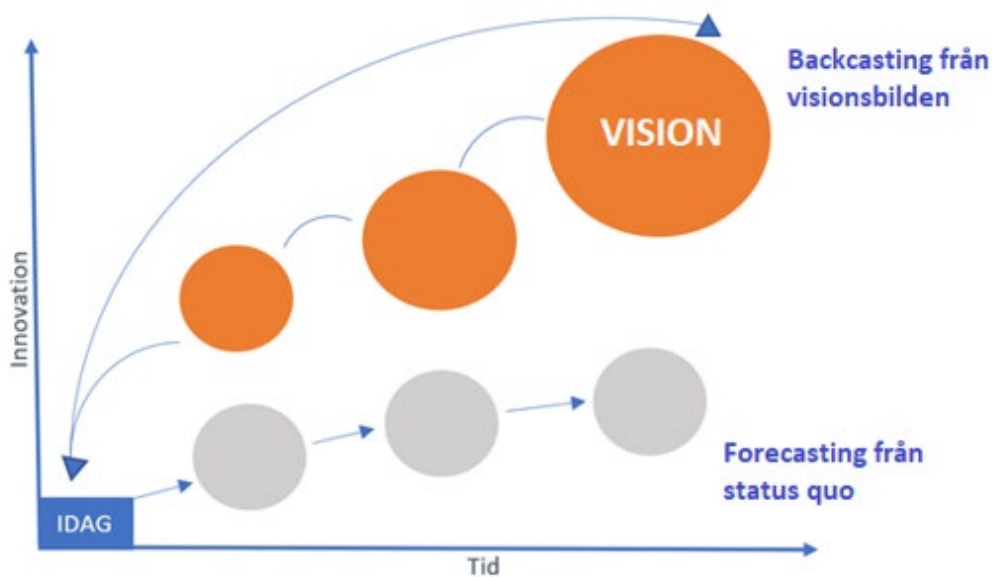 Backcasting från
visionsbilden
VISION
Innovation
Forecasting från
status quo
IDAG
Tid